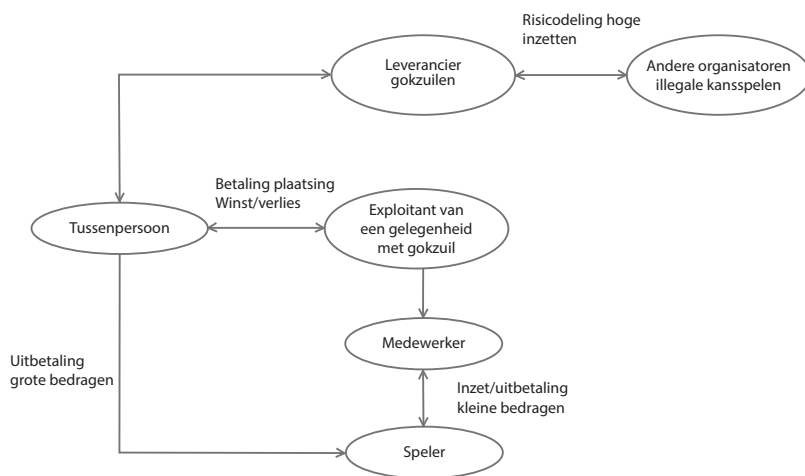 Risicodeling hoge
inzetten
Leverancier
gokzuilen
Andere organisatoren
illegale kansspelen
Betaling plaatsing
Winst/verlies
Tussenpersoon
Exploitant van
een gelegenheid
met gokzuil
Uitbetaling
grote bedragen
Medewerker
Inzet/uitbetaling
kleine bedragen
Speler